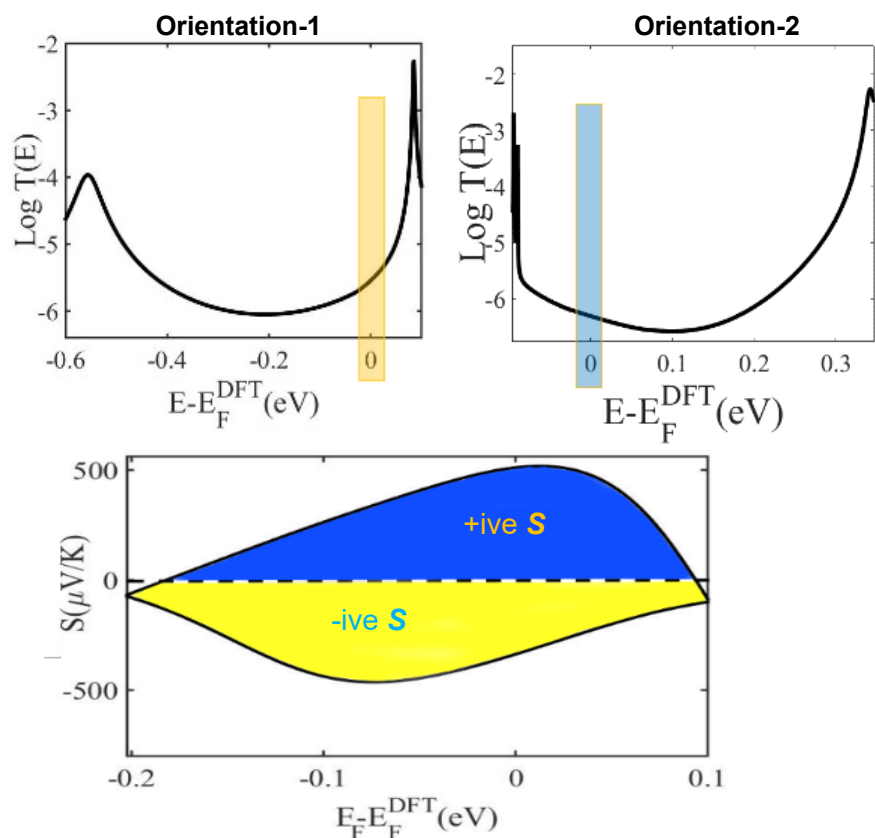 Orientation-1
Orientation-2
-2
-3
-4
-5
-6
Log T(E)
-0.6
-0.4
-0.2
0
E-E_F^DFT(eV)
-2
-3
-4
-5
-6
Log T(E)
0
0.1
0.2
0.3
E-E_F^DFT(eV)
500
0
-500
S(μV/K)
+ive S
-ive S
-0.2
-0.1
0
0.1
E_F-E_F^DFT(eV)